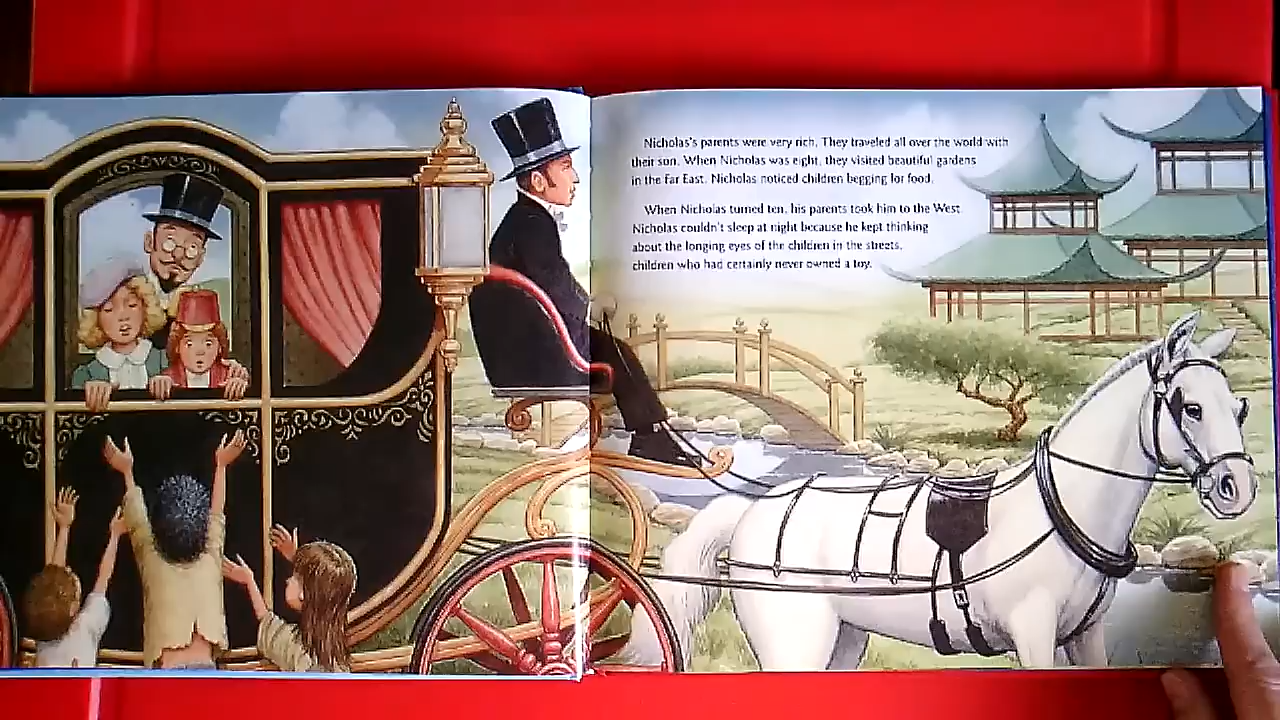 Nicholas's parents were very rich. They traveled all over the world with
their son. When Nicholas was eight, they visited beautiful gardens
in the Far East. Nicholas noticed children begging for food.
When Nicholas turned ten, his parents took him to the West.
Nicholas couldn't sleep at night because he kept thinking
about the longing eyes of the children in the streets,
children who had certainly never owned a toy.